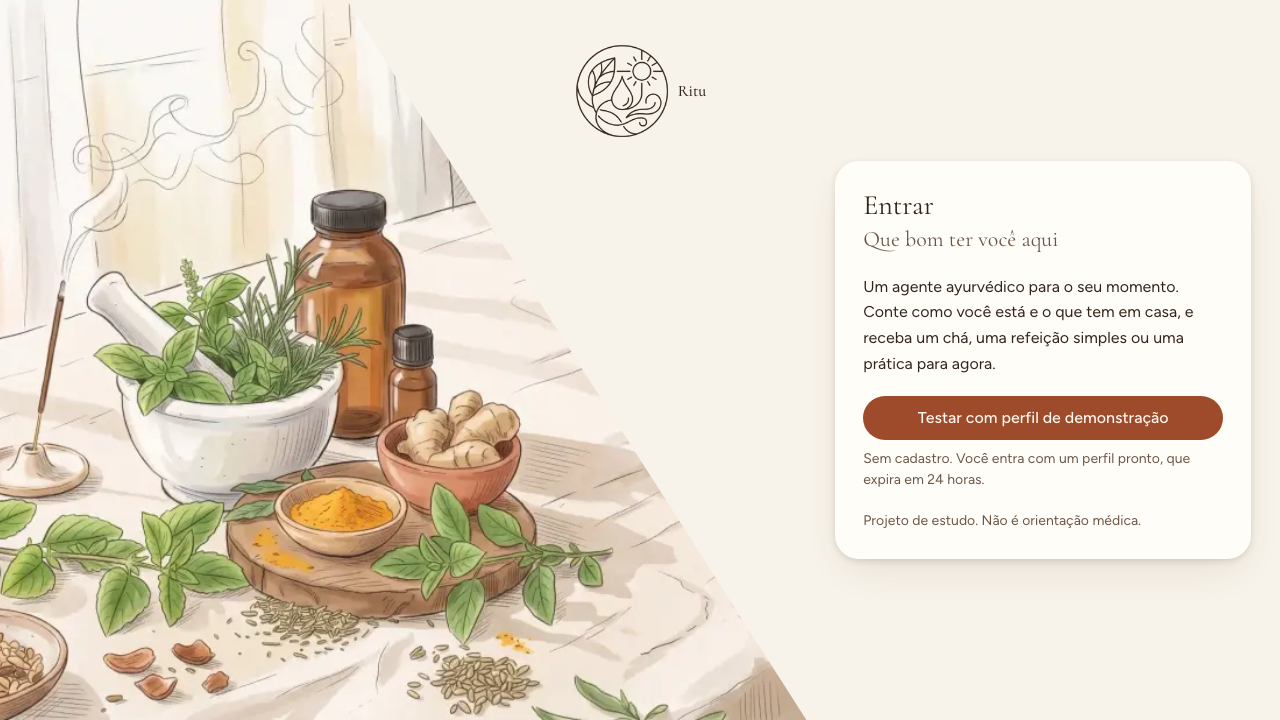 Ritu
Entrar
Que bom ter você aqui
Um agente ayurvédico para o seu momento.
Conte como você está e o que tem em casa, e
receba um chá, uma refeição simples ou uma
prática para agora.
Testar com perfil de demonstração
Sem cadastro. Você entra com um perfil pronto, que
expira em 24 horas.
Projeto de estudo. Não é orientação médica.